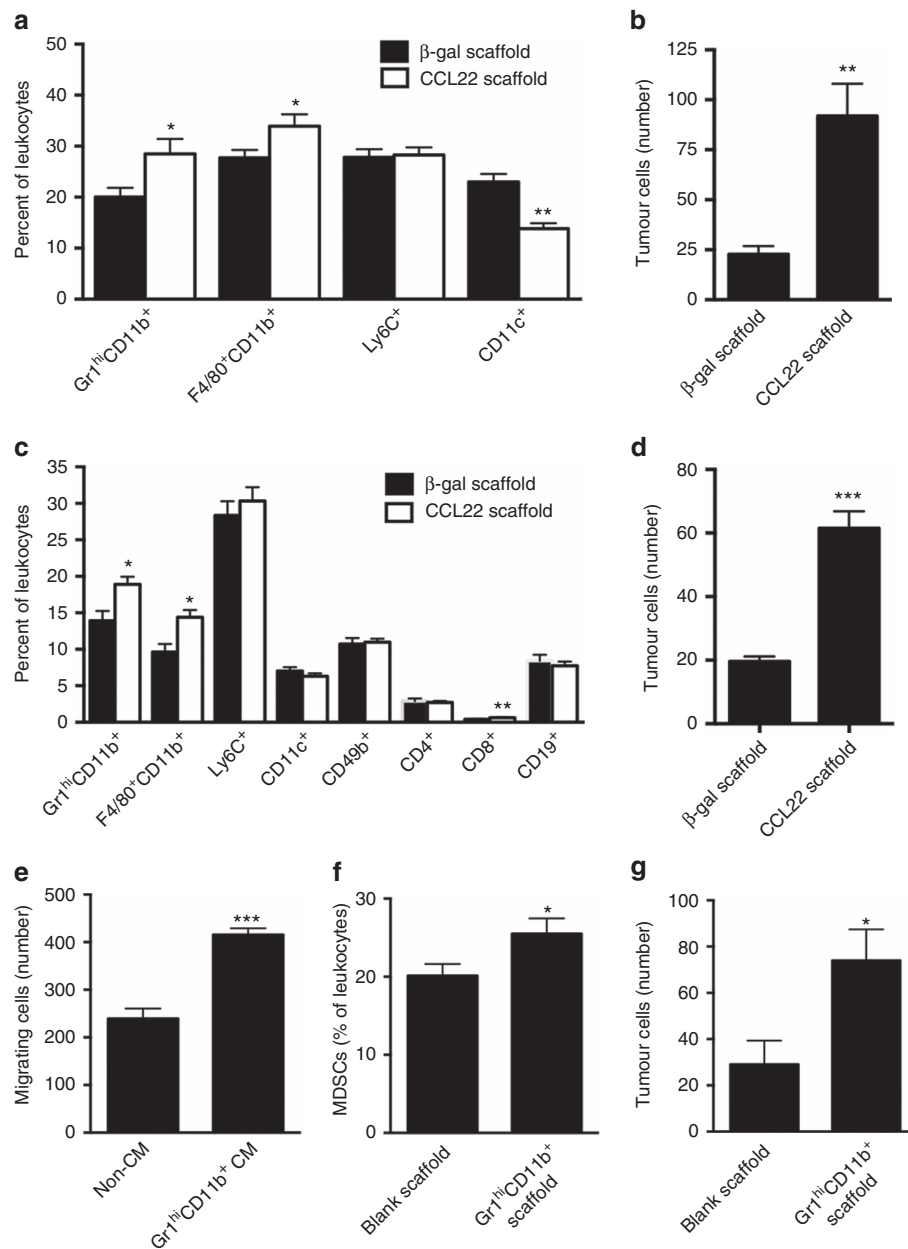 a
50
40
30
20
10
0
Percent of leukocytes
β-gal scaffold
CCL22 scaffold
*
*
**
Gr1hiCD11b+
F4/80+CD11b+
Ly6C+
CD11c+
b
125
100
75
50
25
0
Tumour cells (number)
**
β-gal scaffold
CCL22 scaffold
c
35
30
25
20
15
10
5
0
Percent of leukocytes
β-gal scaffold
CCL22 scaffold
*
*
**
Gr1hiCD11b+
F4/80+CD11b+
Ly6C+
CD11c+
CD49b+
CD4+
CD8+
CD19+
d
80
60
40
20
0
Tumour cells (number)
***
β-gal scaffold
CCL22 scaffold
e
500
400
300
200
100
0
Migrating cells (number)
***
Non-CM
Gr1hiCD11b+ CM
f
30
20
10
0
MDSCs (% of leukocytes)
*
Blank scaffold
Gr1hiCD11b+
scaffold
g
100
80
60
40
20
0
Tumour cells (number)
*
Blank scaffold
Gr1hiCD11b+
scaffold